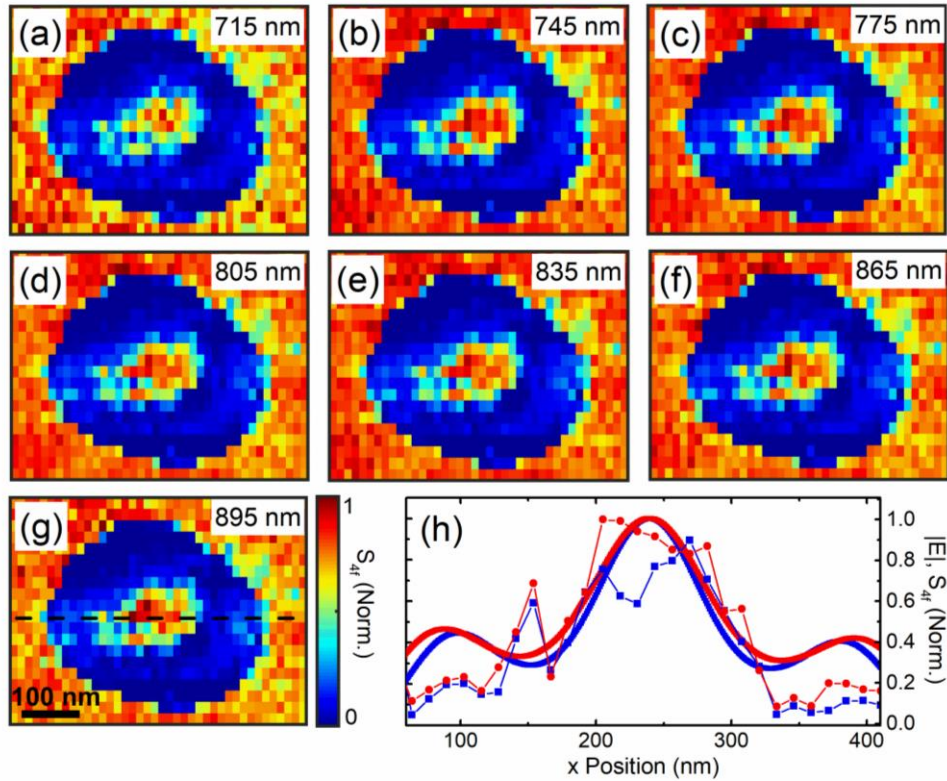 (a) 715 nm
(b) 745 nm
(c) 775 nm
(d) 805 nm
(e) 835 nm
(f) 865 nm
(g) 895 nm
100 nm
1
S4f (Norm.)
0
(h)
1.0
0.8
0.6
0.4
0.2
0.0
|E|, S4f (Norm.)
100 200 300 400
x Position (nm)